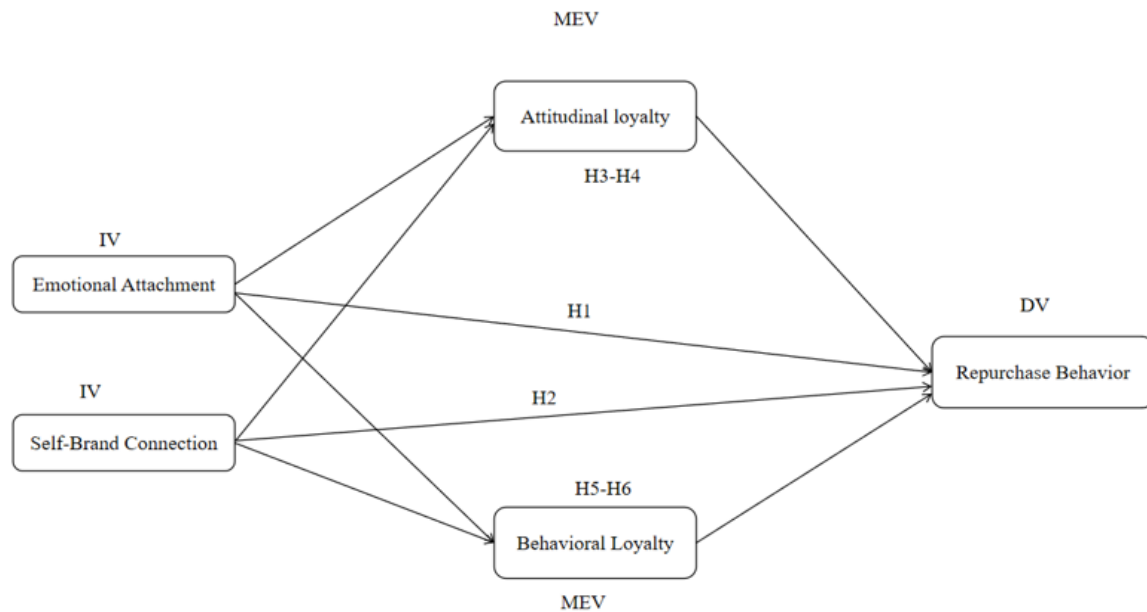 MEV
Attitudinal loyalty
H3-H4
IV
Emotional Attachment
H1
DV
Repurchase Behavior
IV
H2
Self-Brand Connection
H5-H6
Behavioral Loyalty
MEV